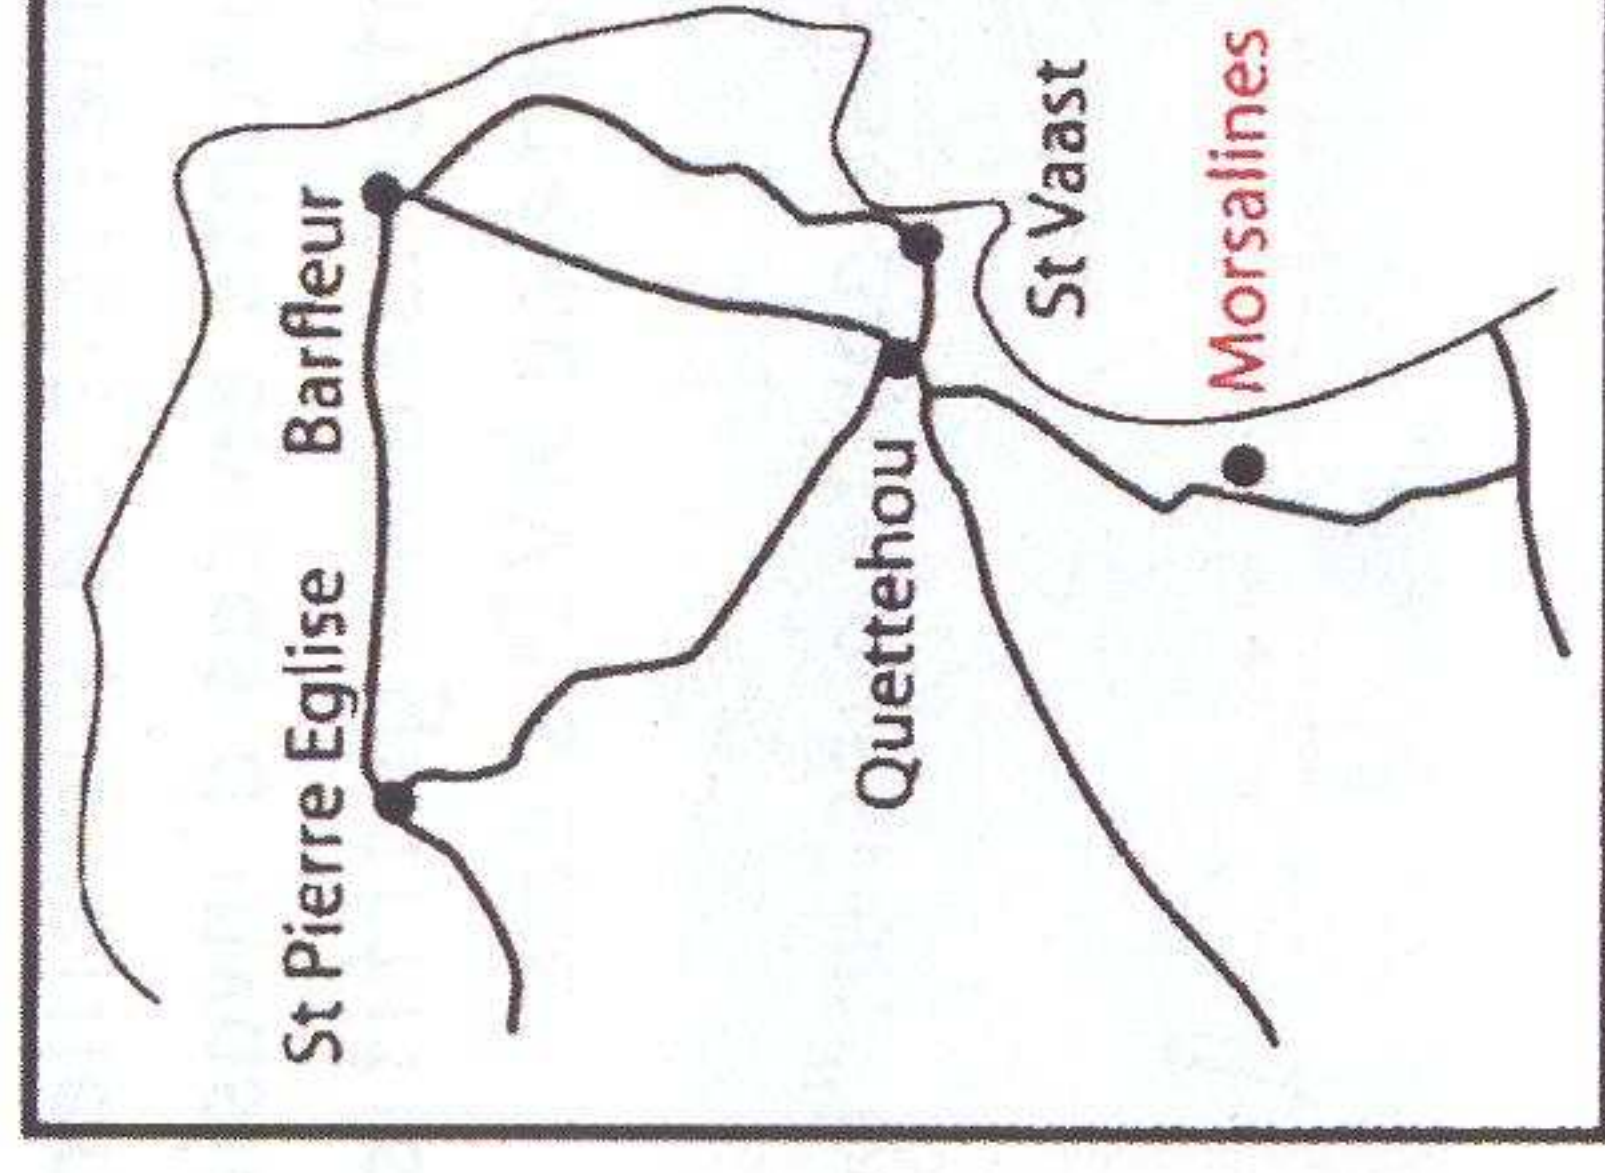 St Pierre Eglise
Barfleur
Quettehou
St Vaast
Morsalines